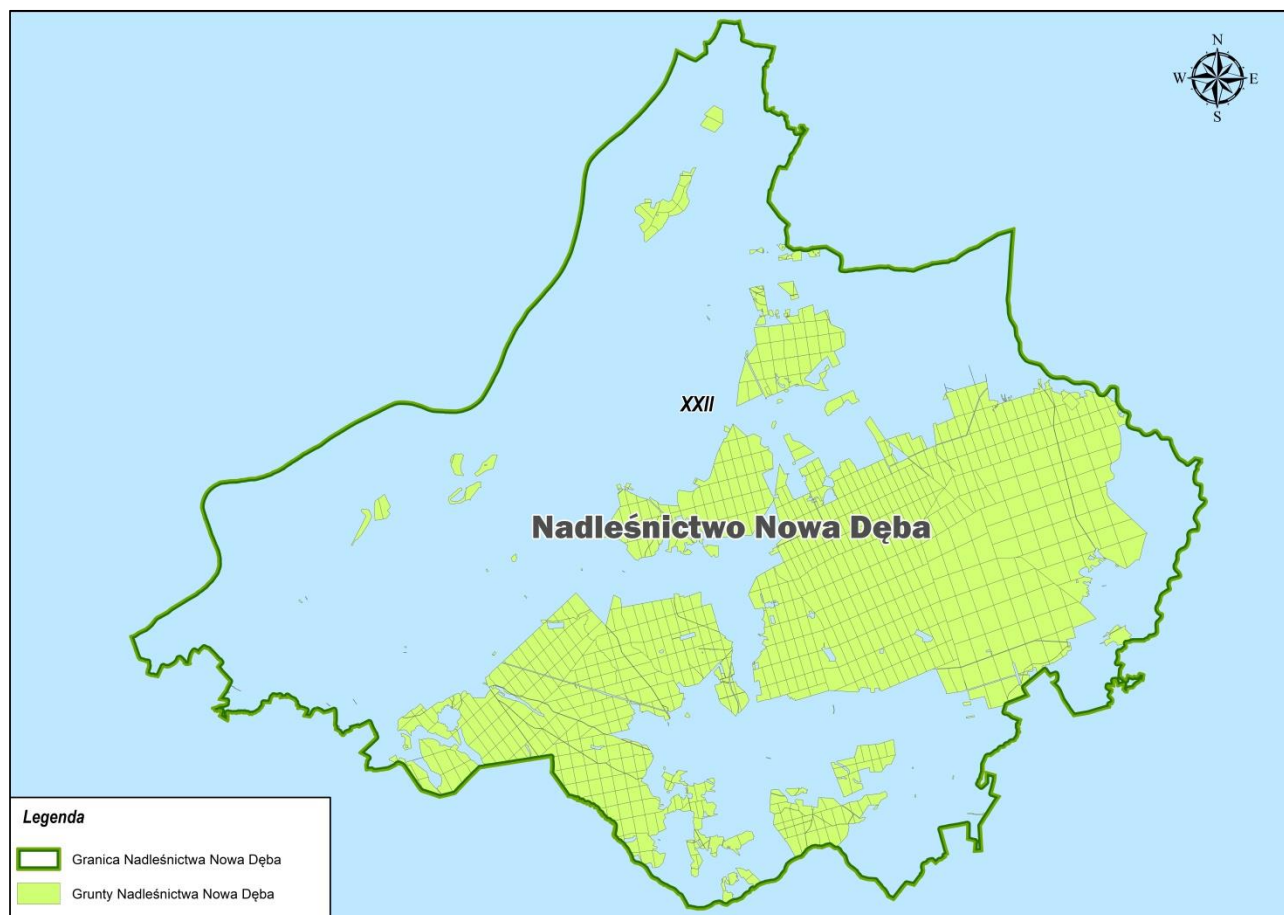 N
W E
S
XXII
Nadleśnictwo Nowa Dęba
Legenda
Granica Nadleśnictwa Nowa Dęba
Grunty Nadleśnictwa Nowa Dęba